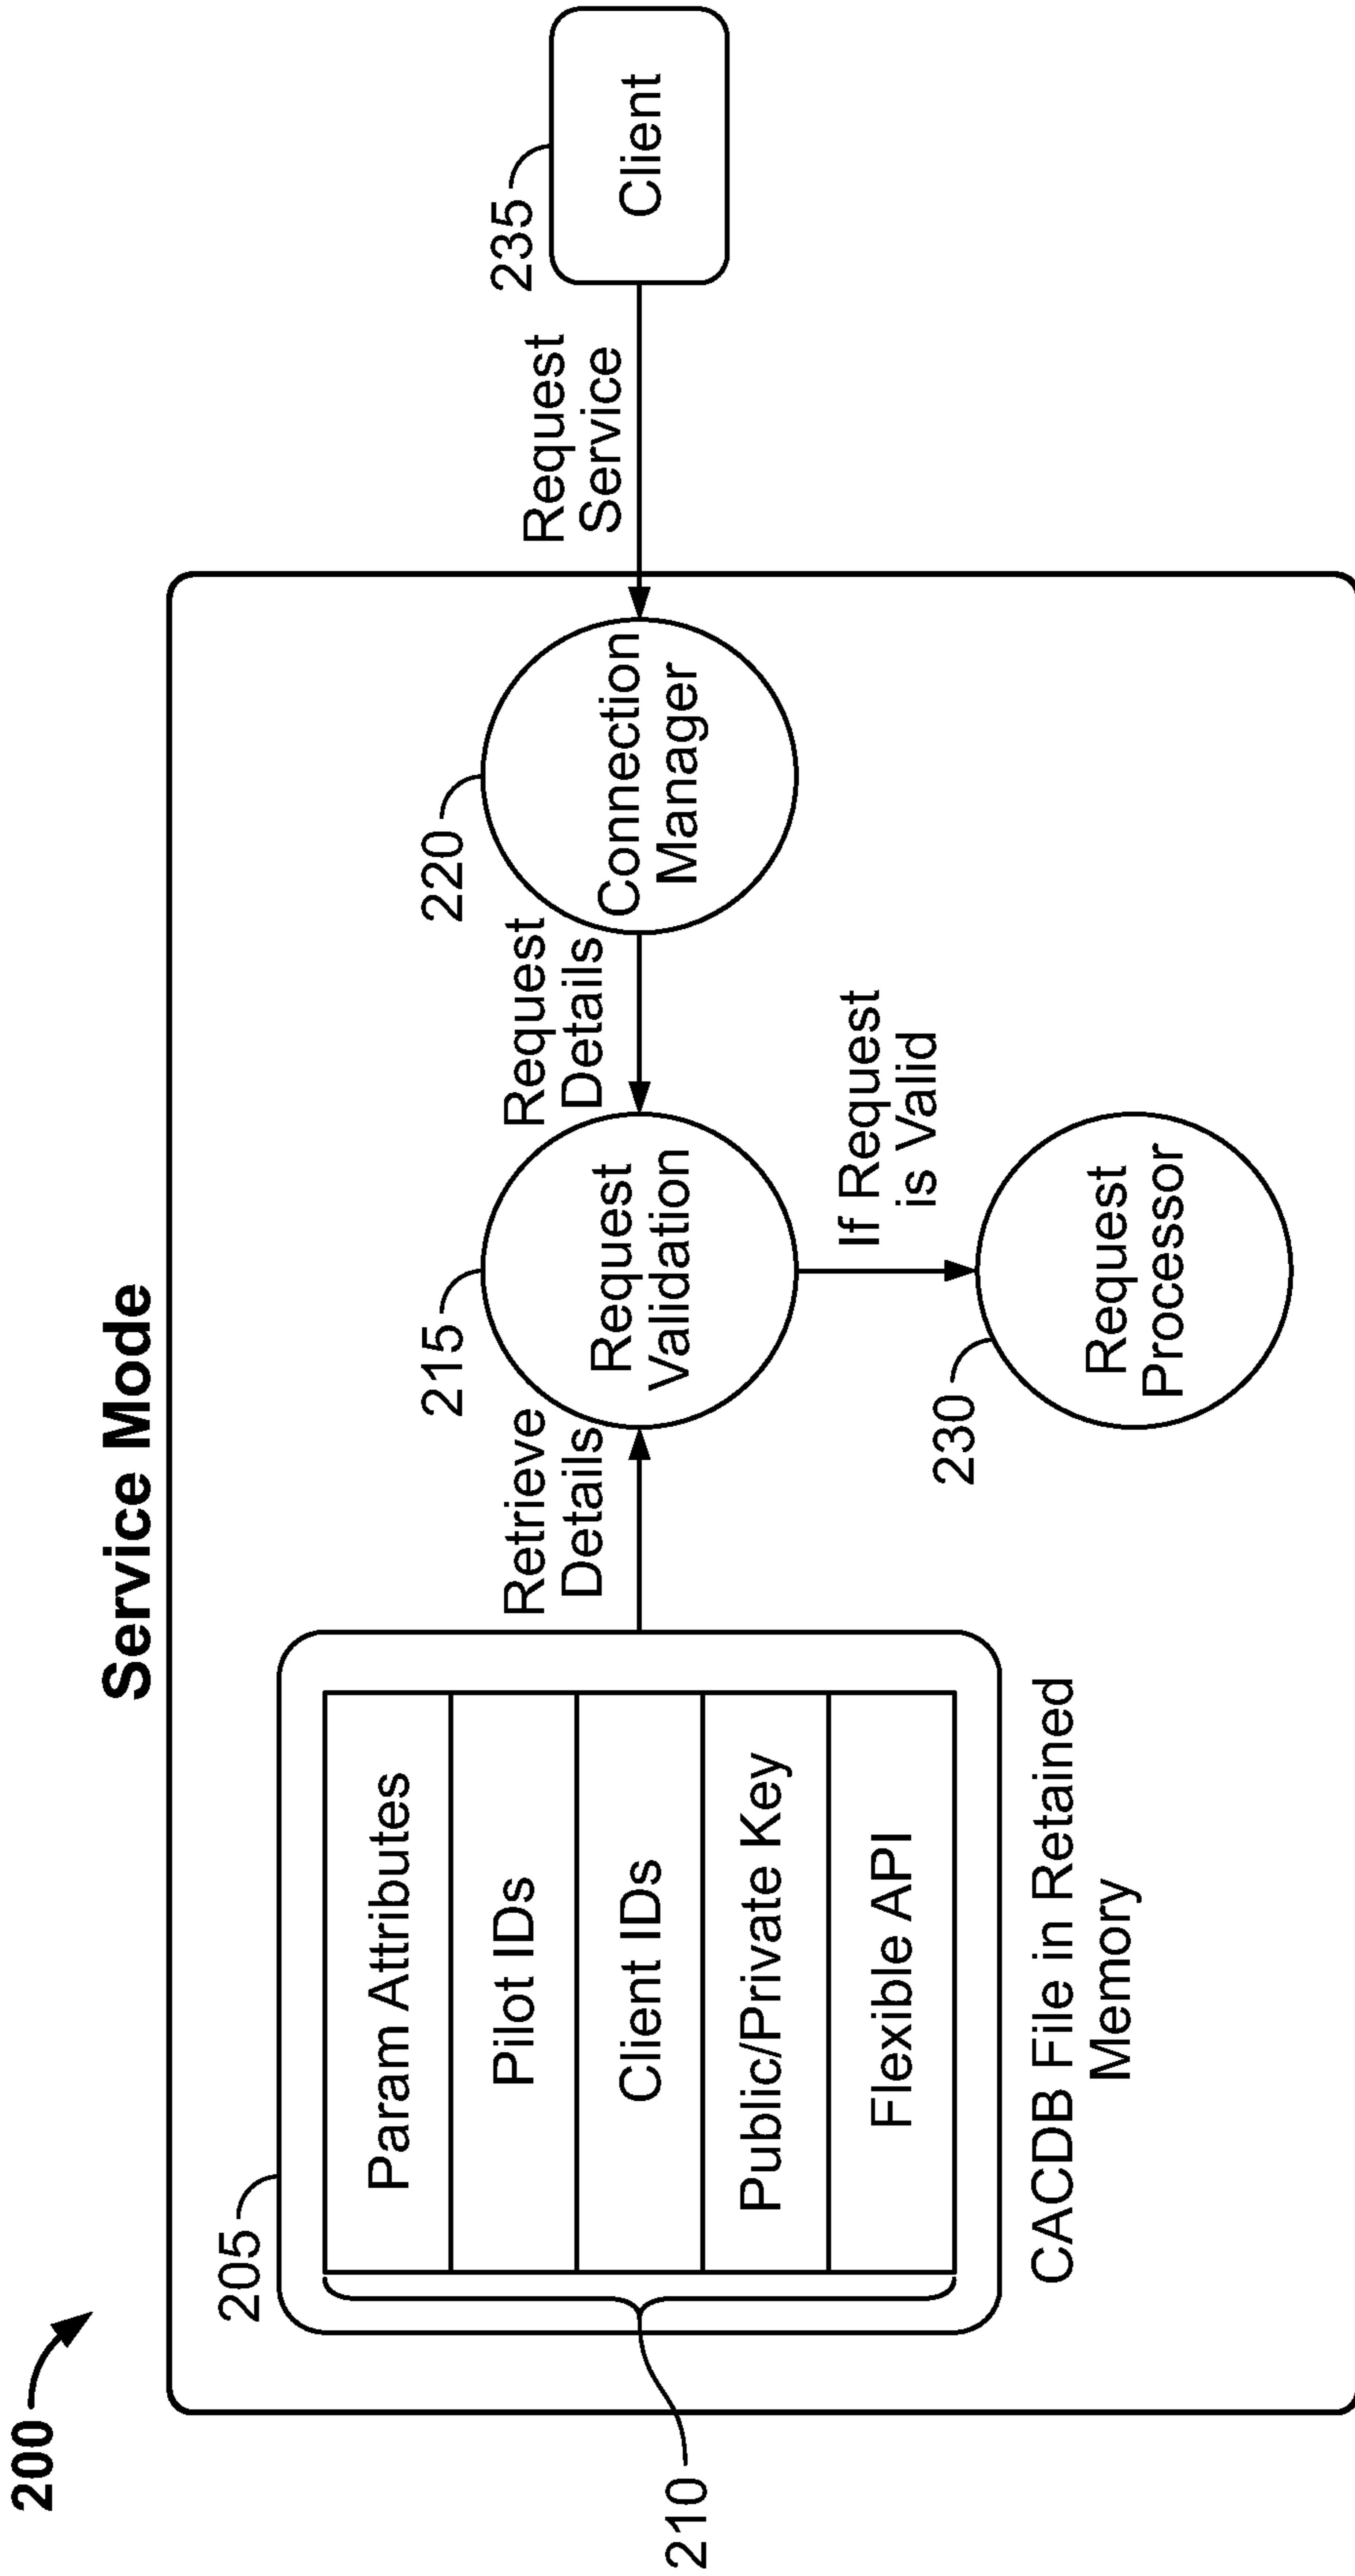 200
Service Mode
205
Param Attributes
Pilot IDs
Client IDs
Public/Private Key
Flexible API
210
CACDB File in Retained
Memory
Retrieve
Details
215
Request
Validation
Request
Details
220
Connection
Manager
Request
Service
235
Client
If Request
is Valid
230
Request
Processor